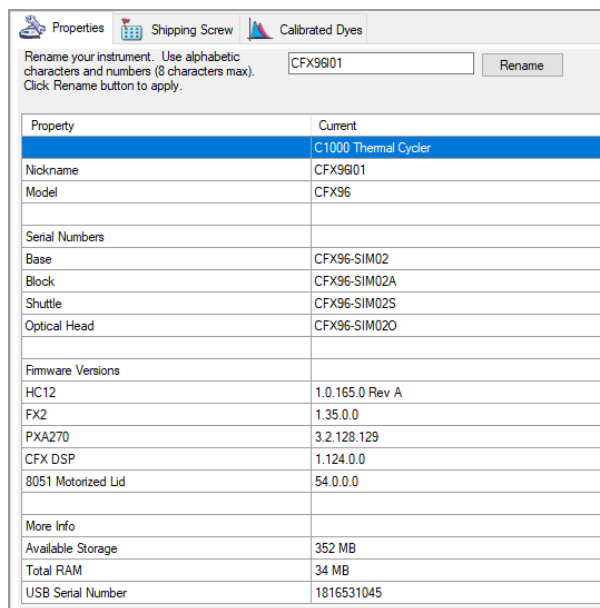 Properties Shipping Screw Calibrated Dyes
Rename your instrument. Use alphabetic
characters and numbers (8 characters max).
Click Rename button to apply.
CFX96I01 Rename
Property Current
C1000 Thermal Cycler
Nickname CFX96I01
Model CFX96
Serial Numbers
Base CFX96-SIM02
Block CFX96-SIM02A
Shuttle CFX96-SIM02S
Optical Head CFX96-SIM02O
Firmware Versions
HC12 1.0.165.0 Rev A
FX2 1.35.0.0
PXA270 3.2.128.129
CFX DSP 1.124.0.0
8051 Motorized Lid 54.0.0.0
More Info
Available Storage 352 MB
Total RAM 34 MB
USB Serial Number 1816531045